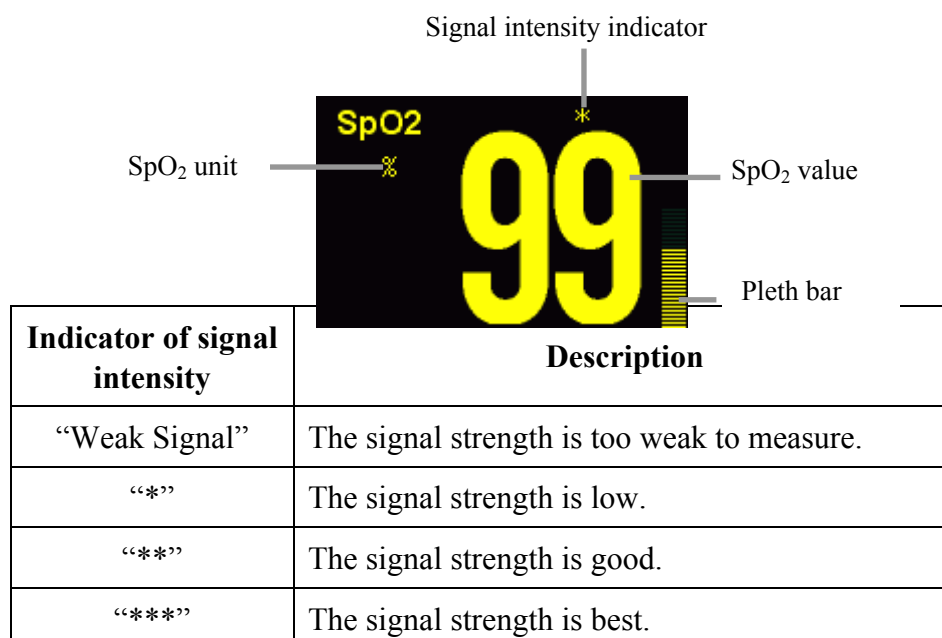 Signal intensity indicator
SpO2
*
SpO₂ unit
%
99
SpO₂ value
Pleth bar
Indicator of signal
intensity
Description
“Weak Signal”
The signal strength is too weak to measure.
“*”
The signal strength is low.
“**”
The signal strength is good.
“***”
The signal strength is best.